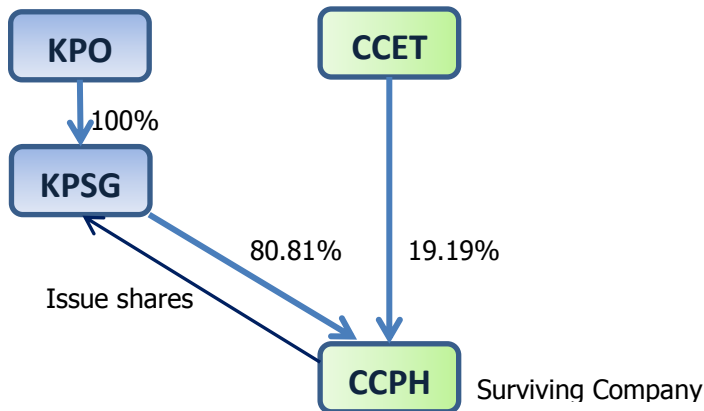 KPO
CCET
100%
KPSG
80.81%
19.19%
Issue shares
CCPH
Surviving Company